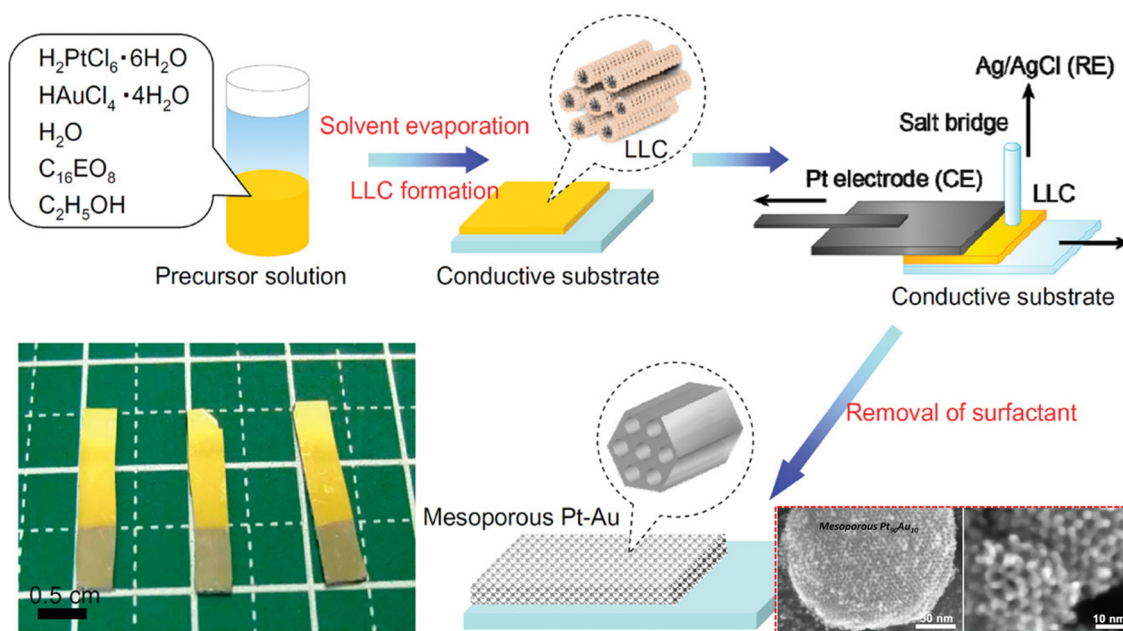 H₂PtCl₆·6H₂O
HAuCl₄·4H₂O
H₂O
C₁₆EO₈
C₂H₅OH
Precursor solution
Solvent evaporation
LLC formation
LLC
Conductive substrate
Ag/AgCl (RE)
Salt bridge
Pt electrode (CE)
LLC
Conductive substrate
Removal of surfactant
Mesoporous Pt-Au
0.5 cm
Mesoporous Pt₉₀Au₁₀
50 nm
10 nm